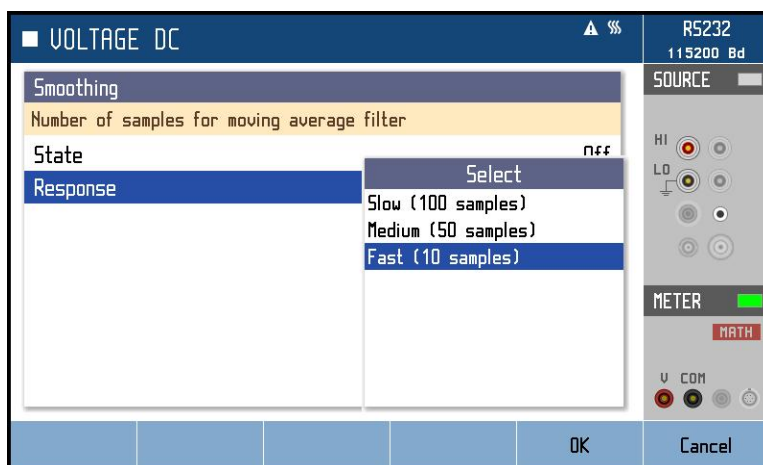 VOLTAGE DC
RS232
115200 Bd
Smoothing
SOURCE
Number of samples for moving average filter
State Off
Select
Response
Slow (100 samples)
Medium (50 samples)
Fast (10 samples)
HI
LO
METER
MATH
V COM
OK Cancel